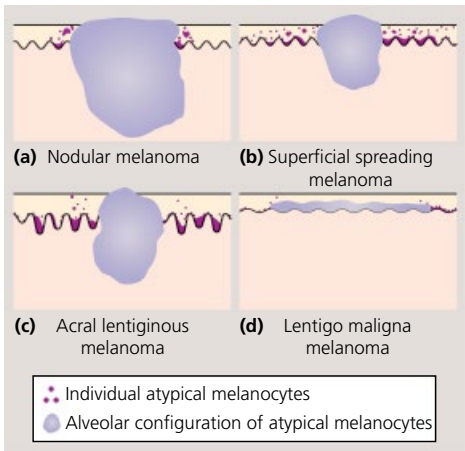 (a) Nodular melanoma
(b) Superficial spreading
melanoma
(c) Acral lentiginous
melanoma
(d) Lentigo maligna
melanoma
Individual atypical melanocytes
Alveolar configuration of atypical melanocytes